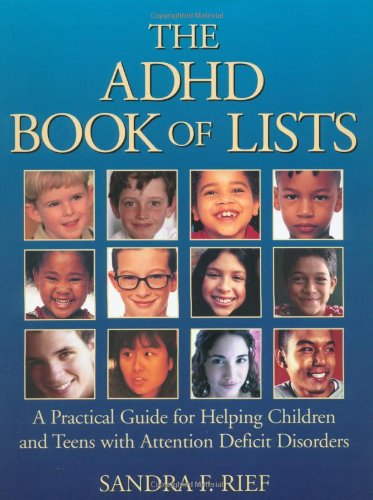 THE
ADHD
BOOK OF LISTS
A Practical Guide for Helping Children
and Teens with Attention Deficit Disorders
SANDRA F. RIEF